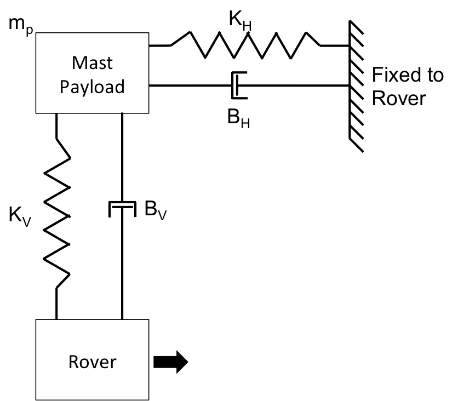 m_p
K_H
Mast
Payload
Fixed to
Rover
B_H
K_V
B_V
Rover